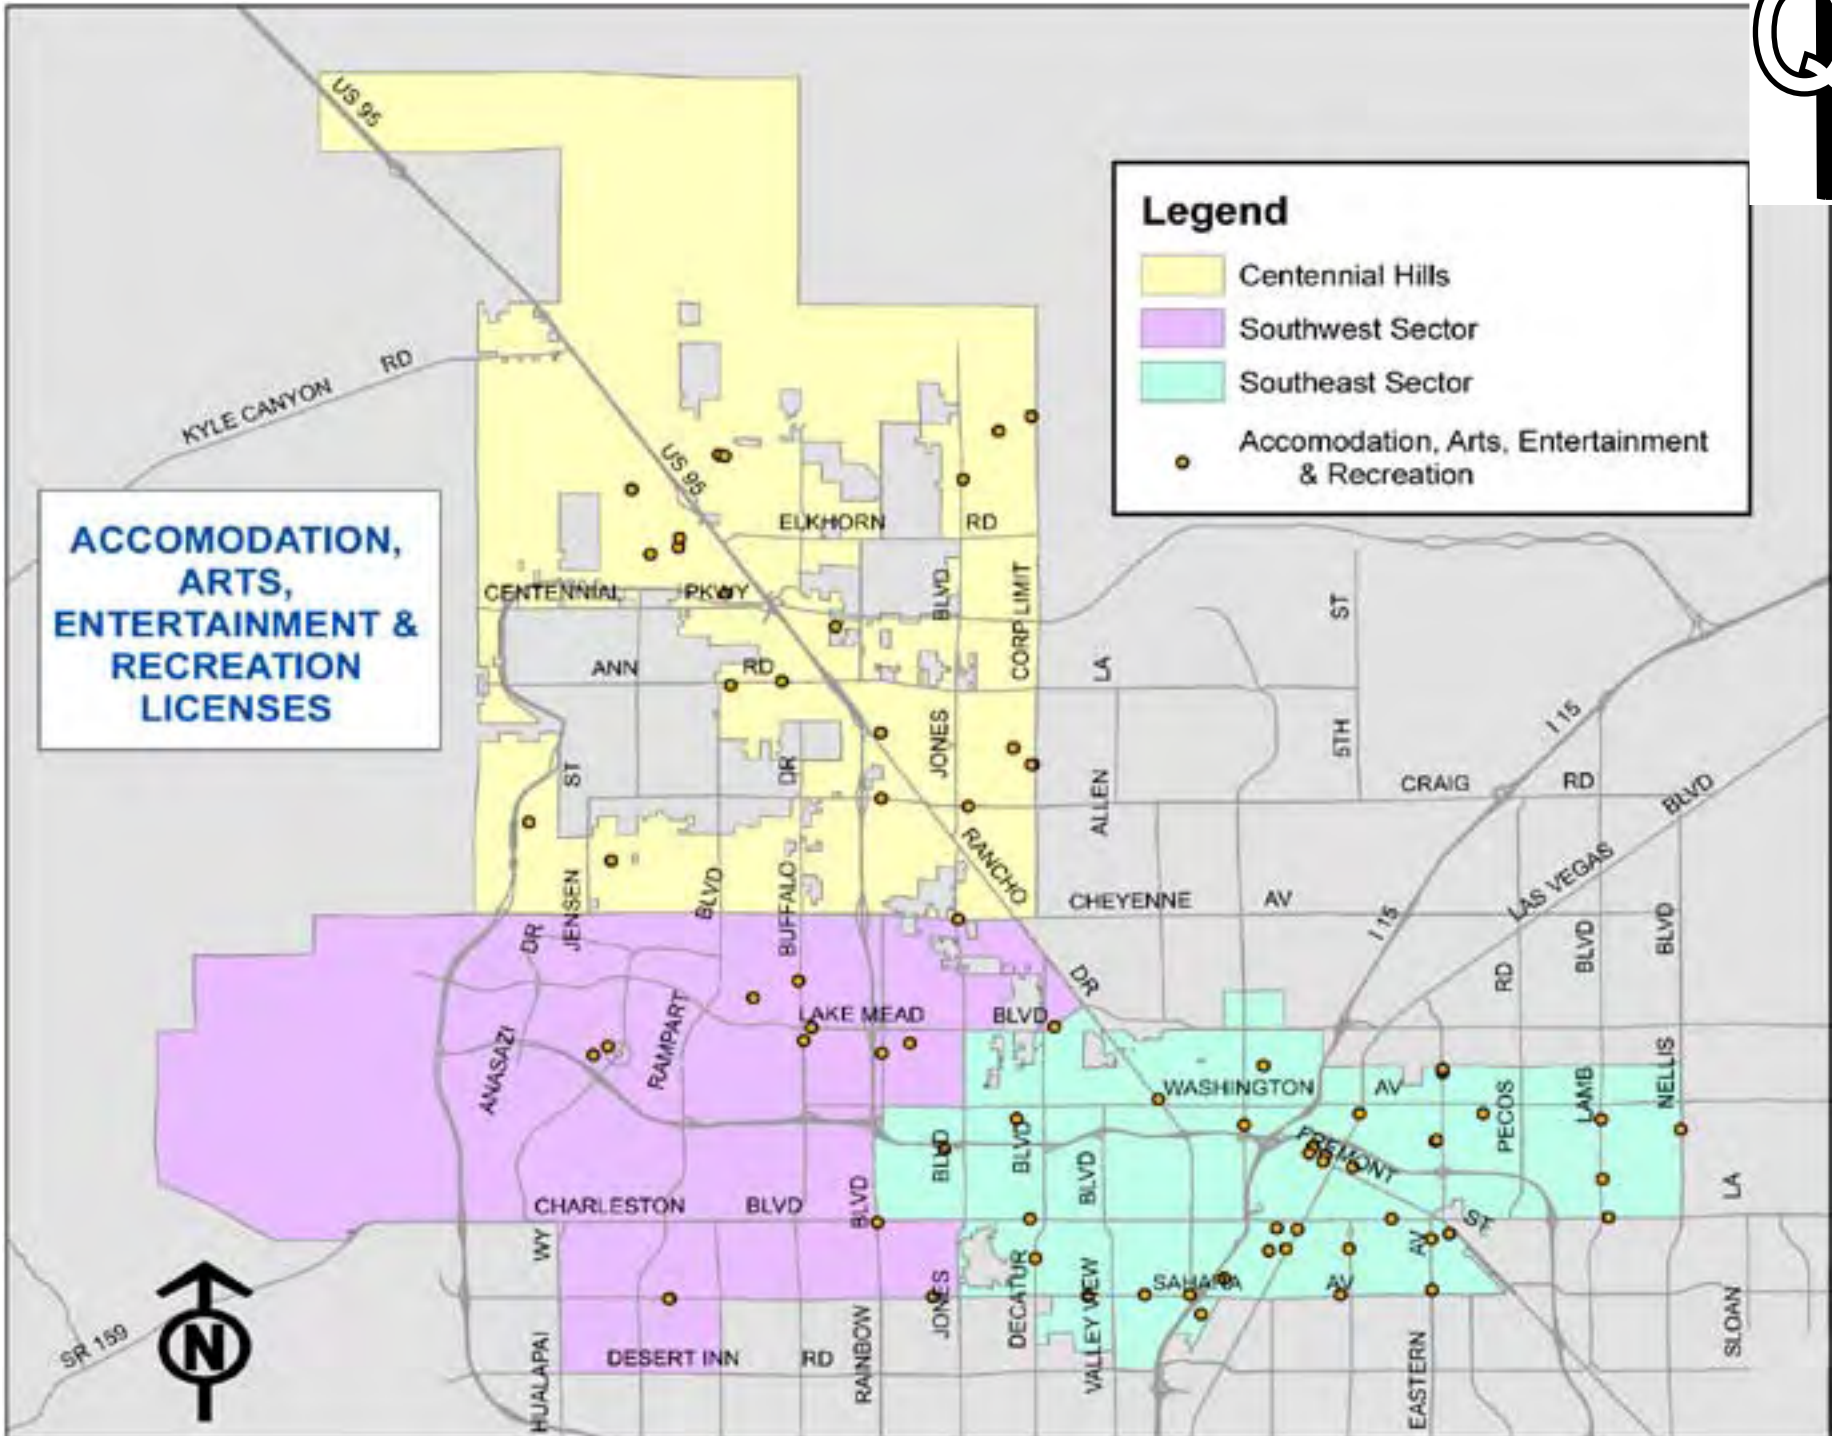 Q
US 95
Legend
Centennial Hills
Southwest Sector
Southeast Sector
Accomodation, Arts, Entertainment
& Recreation
KYLE CANYON RD
US 95
ACCOMODATION,
ARTS,
ENTERTAINMENT &
RECREATION
LICENSES
ELKHORN RD
CENTENNIAL PKWY
BLVD
CORP LIMIT
ST
ANN RD
LA
I 15
JONES
5TH
ST
DR
CRAIG RD
BLVD
ALLEN
RANCHO
LAS VEGAS
CHEYENNE AV
JENSEN
BLVD
BUFFALO
DR
I 15
BLVD
BLVD
DR
RD
LAKE MEAD BLVD
RAMPART
ANASAZI
WASHINGTON AV
PECOS
LAMB
NELLIS
FREMONT
BLVD
BLVD
BLVD
CHARLESTON BLVD
BLVD
ST
LA
WY
AV
SAHARA AV
JONES
DECATUR
VALLEY VIEW
SLOAN
SR 159
N
DESERT INN RD
HUALAPAI
RAINBOW
EASTERN